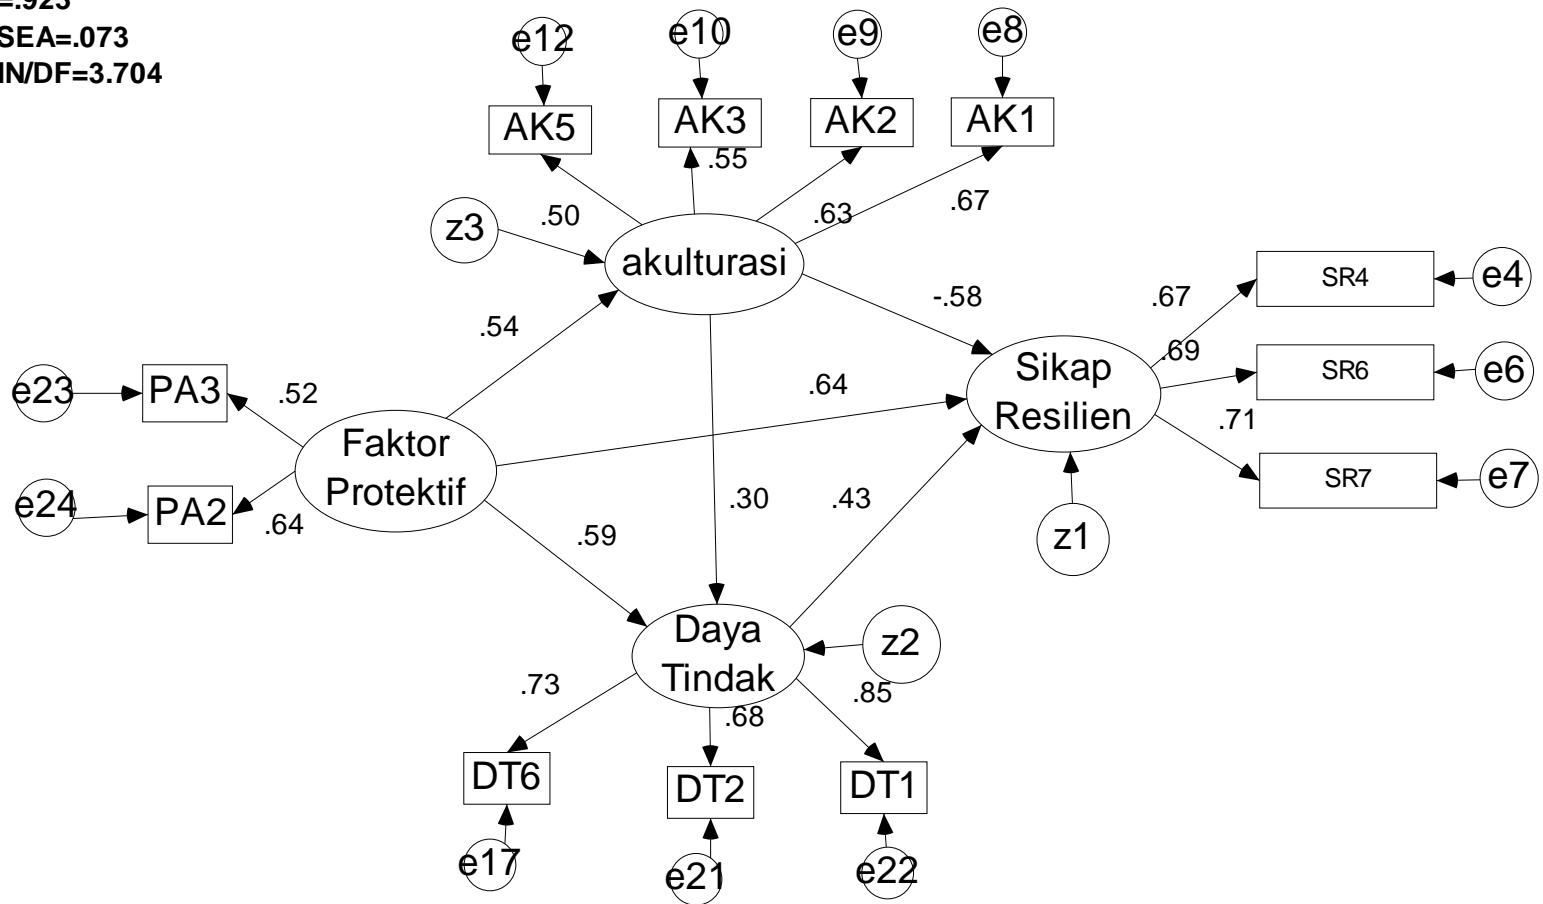 =.923
SEA=.073
IN/DF=3.704
e12
e10
e9
e8
AK5
AK3
AK2
AK1
.55
.50
.63
.67
z3
akulturasi
-.58
.67
SR4
e4
.54
.69
Sikap
Resilien
SR6
e6
e23
PA3
.52
.64
.71
Faktor
Protektif
SR7
e7
e24
PA2
.64
.30
.43
.59
z1
Daya
Tindak
z2
.73
.68
.85
DT6
DT2
DT1
e17
e21
e22